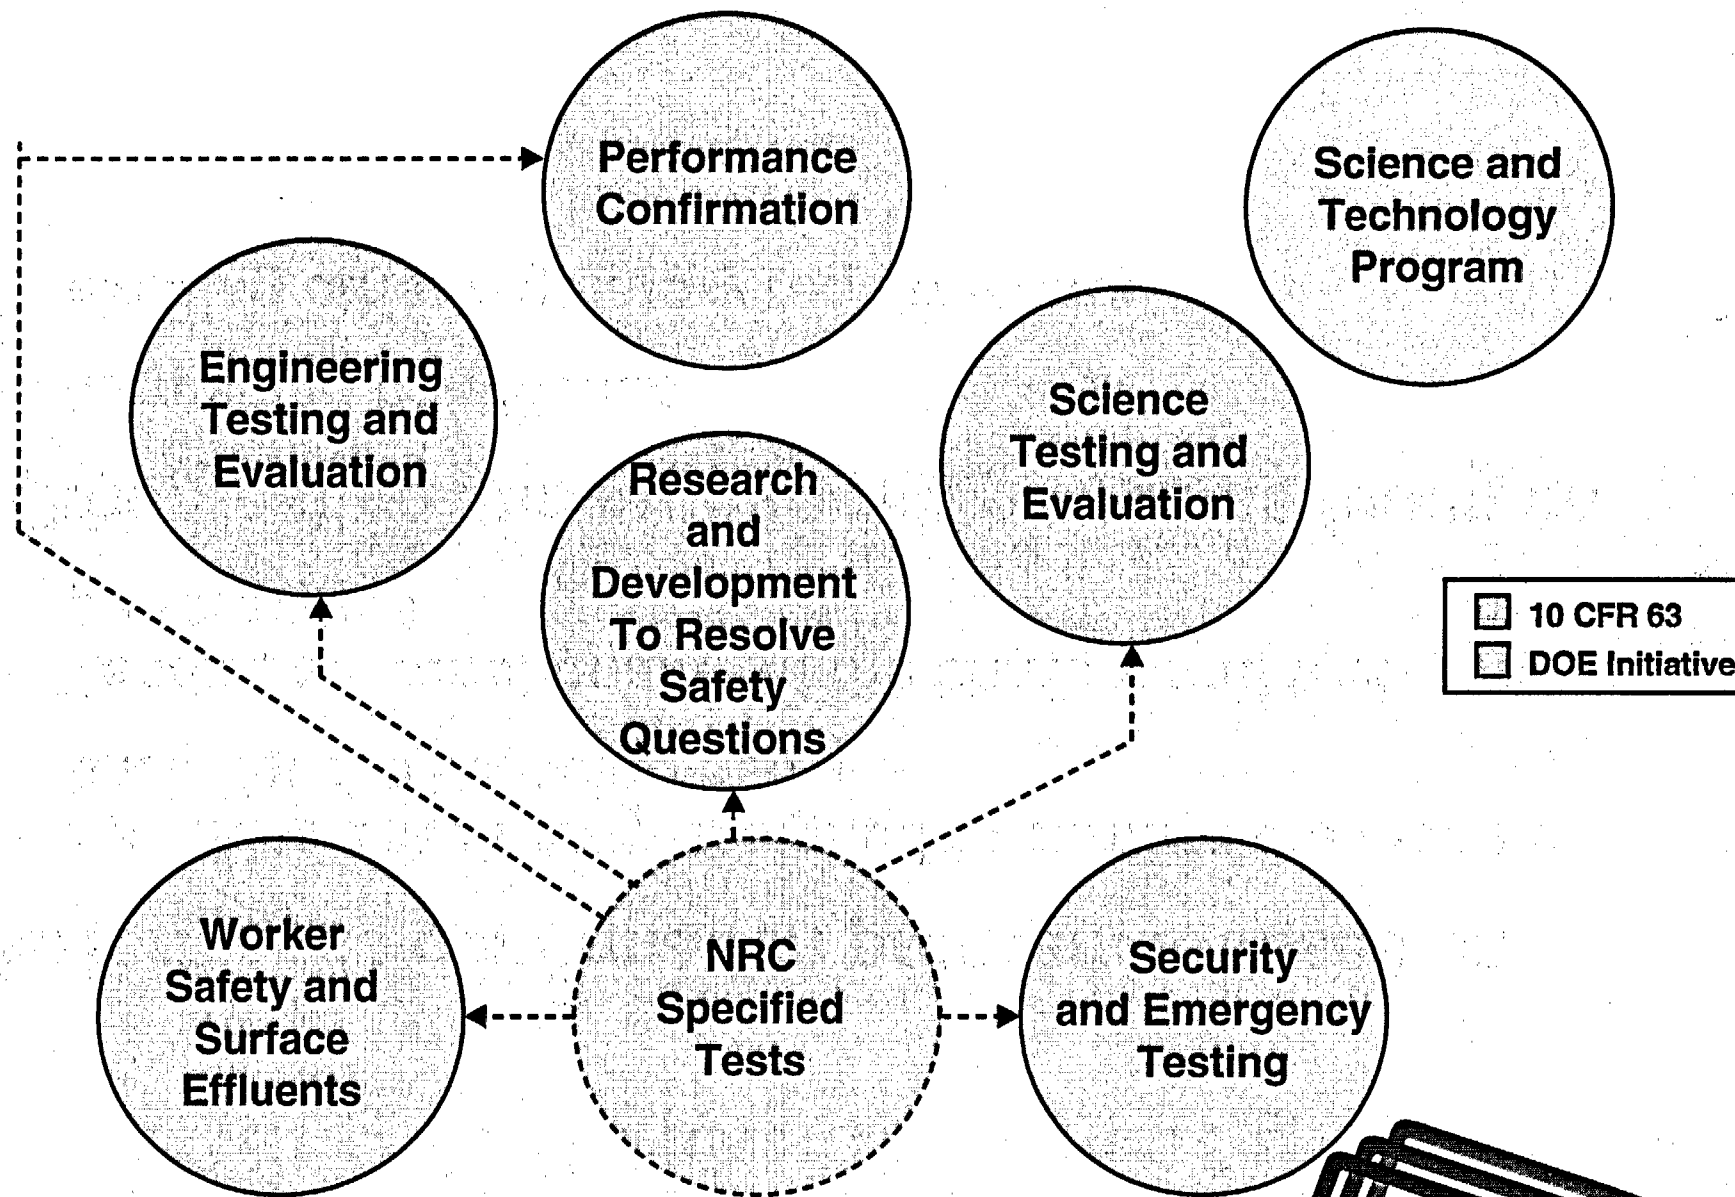 Performance
Confirmation
Science and
Technology
Program
Engineering
Testing and
Evaluation
Science
Testing and
Evaluation
Research
and
Development
To Resolve
Safety
Questions
10 CFR 63
DOE Initiative
Worker
Safety and
Surface
Effluents
NRC
Specified
Tests
Security
and Emergency
Testing